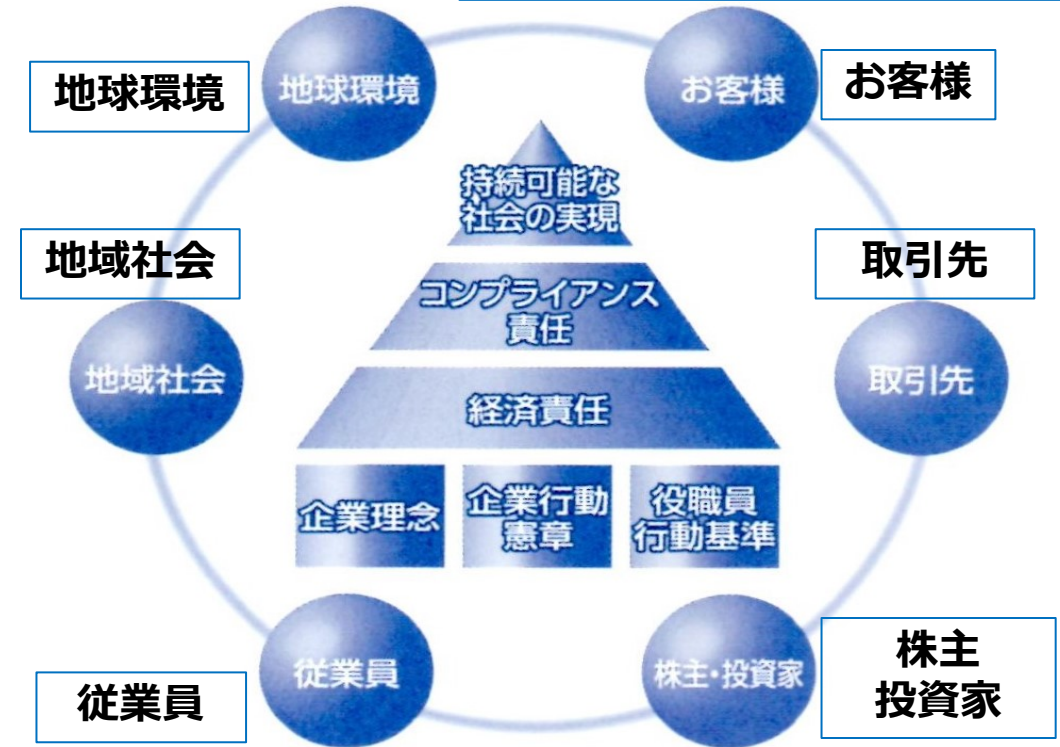 地球環境
地球環境
お客様
お客様
持続可能な
社会の実現
地域社会
取引先
コンプライアンス
責任
地域社会
取引先
経済責任
企業理念
企業行動
憲章
役職員
行動基準
従業員
従業員
株主・投資家
株主
投資家